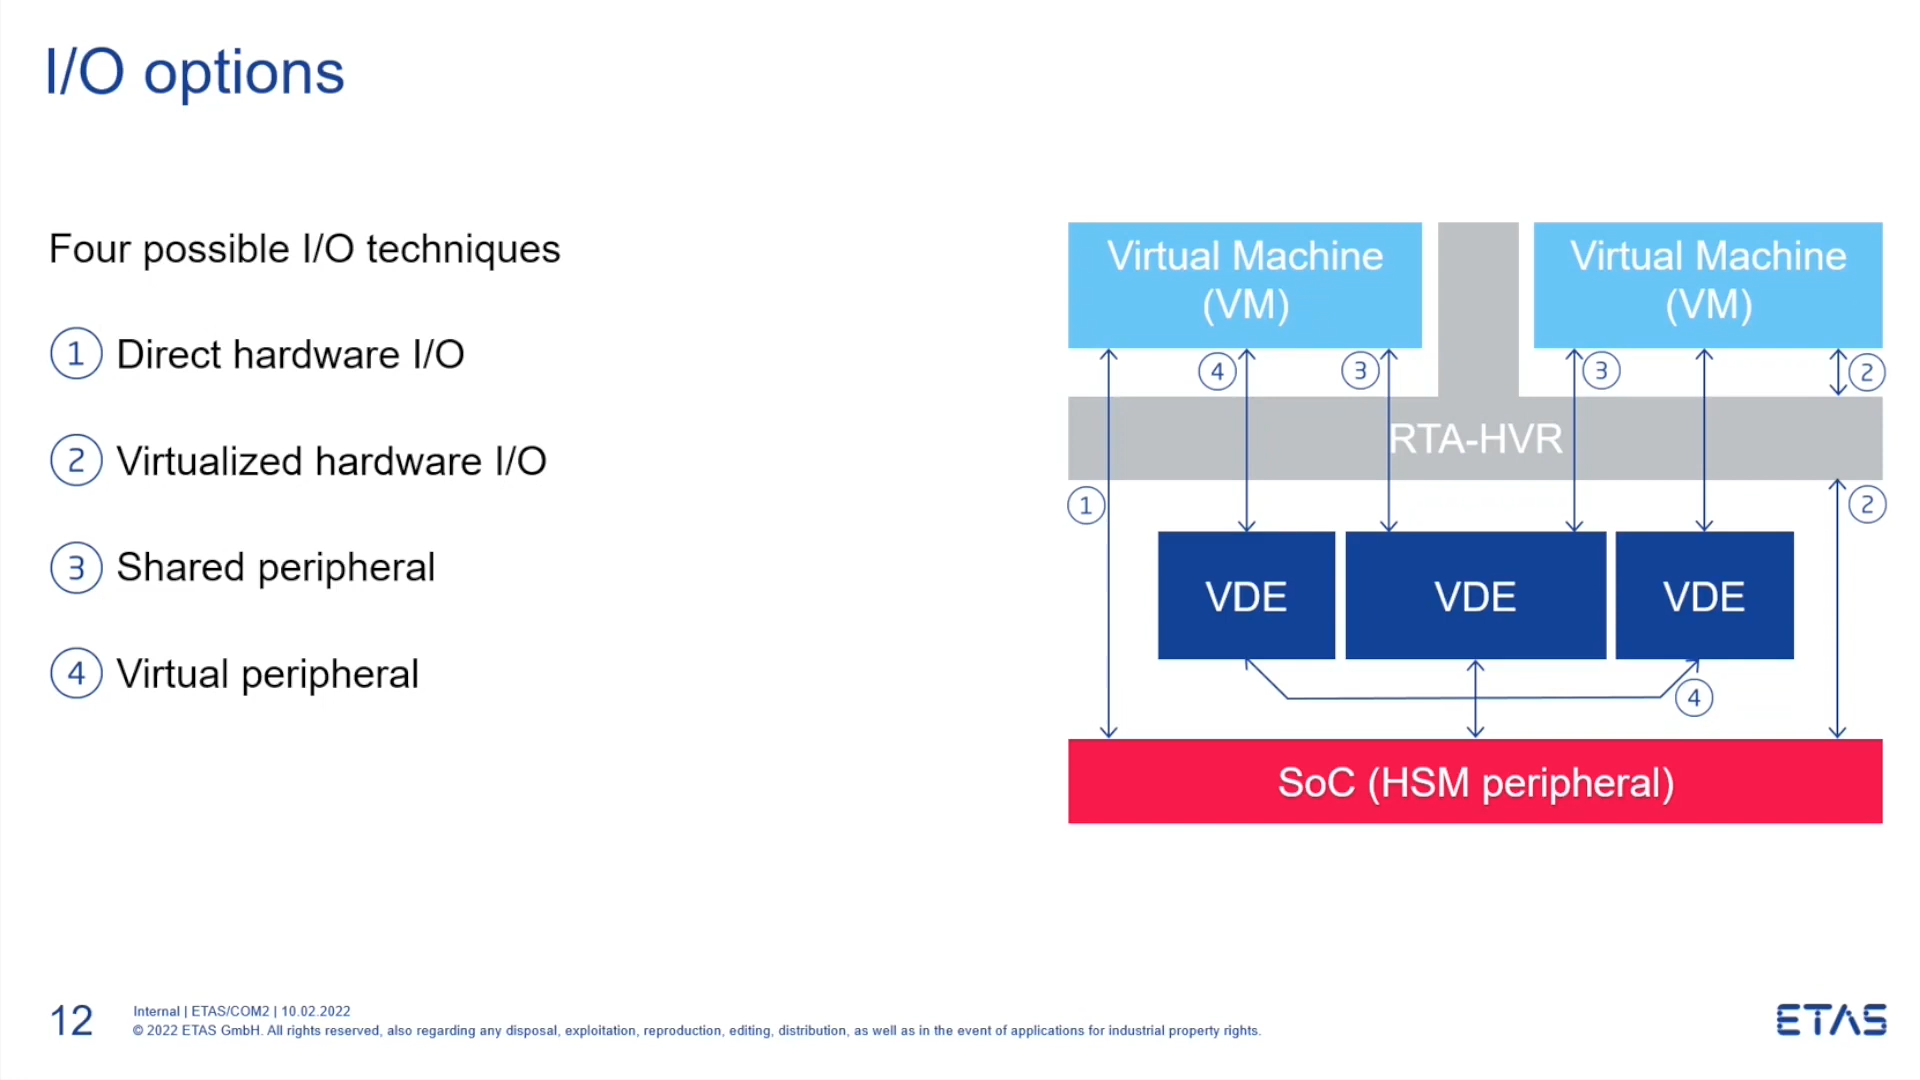 I/O options
Four possible I/O techniques
1 Direct hardware I/O
2 Virtualized hardware I/O
3 Shared peripheral
4 Virtual peripheral
Virtual Machine
(VM)
Virtual Machine
(VM)
4
3
3
2
RTA-HVR
1
2
VDE
VDE
VDE
4
SoC (HSM peripheral)
12
Internal | ETAS/COM2 | 10.02.2022
© 2022 ETAS GmbH. All rights reserved, also regarding any disposal, exploitation, reproduction, editing, distribution, as well as in the event of applications for industrial property rights.
ETAS